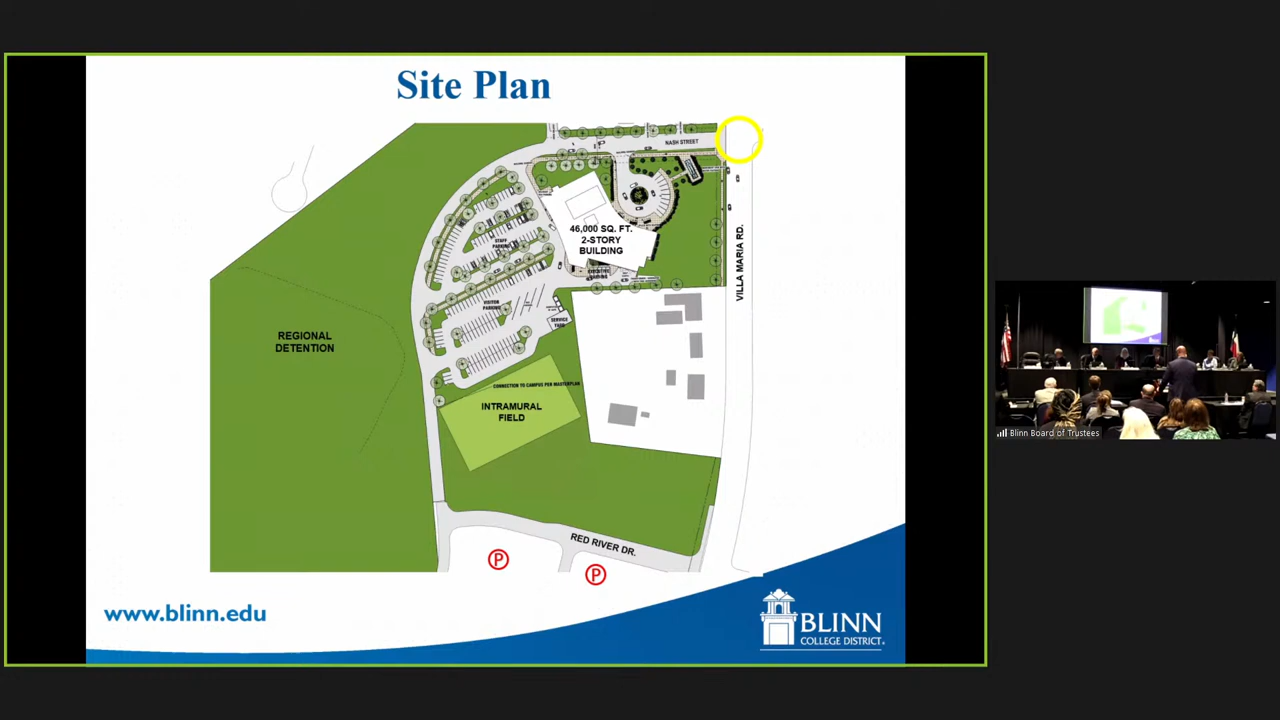 Site Plan
NASH STREET
46,000 SQ. FT.
2-STORY
BUILDING
STAFF
PARKING
EXECUTIVE
PARKING
VILLA MARIA RD.
VISITOR
PARKING
SERVICE
YARD
REGIONAL
DETENTION
CONNECTION TO CAMPUS PER MASTERPLAN
INTRAMURAL
FIELD
RED RIVER DR.
P
P
www.blinn.edu
BLINN
COLLEGE DISTRICT
Blinn Board of Trustees